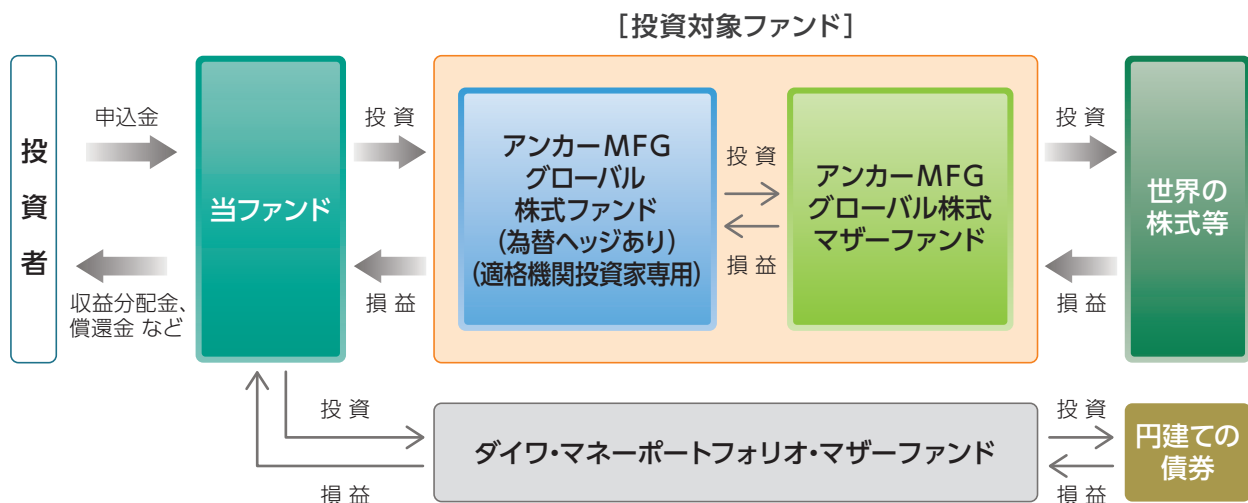 ［投資対象ファンド］
投資者
申込金
収益分配金、
償還金 など
当ファンド
投 資
損 益
アンカーMFG
グローバル
株式ファンド
（為替ヘッジあり）
（適格機関投資家専用）
投 資
損 益
アンカーMFG
グローバル株式
マザーファンド
投 資
損 益
世界の
株式等
投 資
損 益
ダイワ・マネーポートフォリオ・マザーファンド
投 資
損 益
円建ての
債券